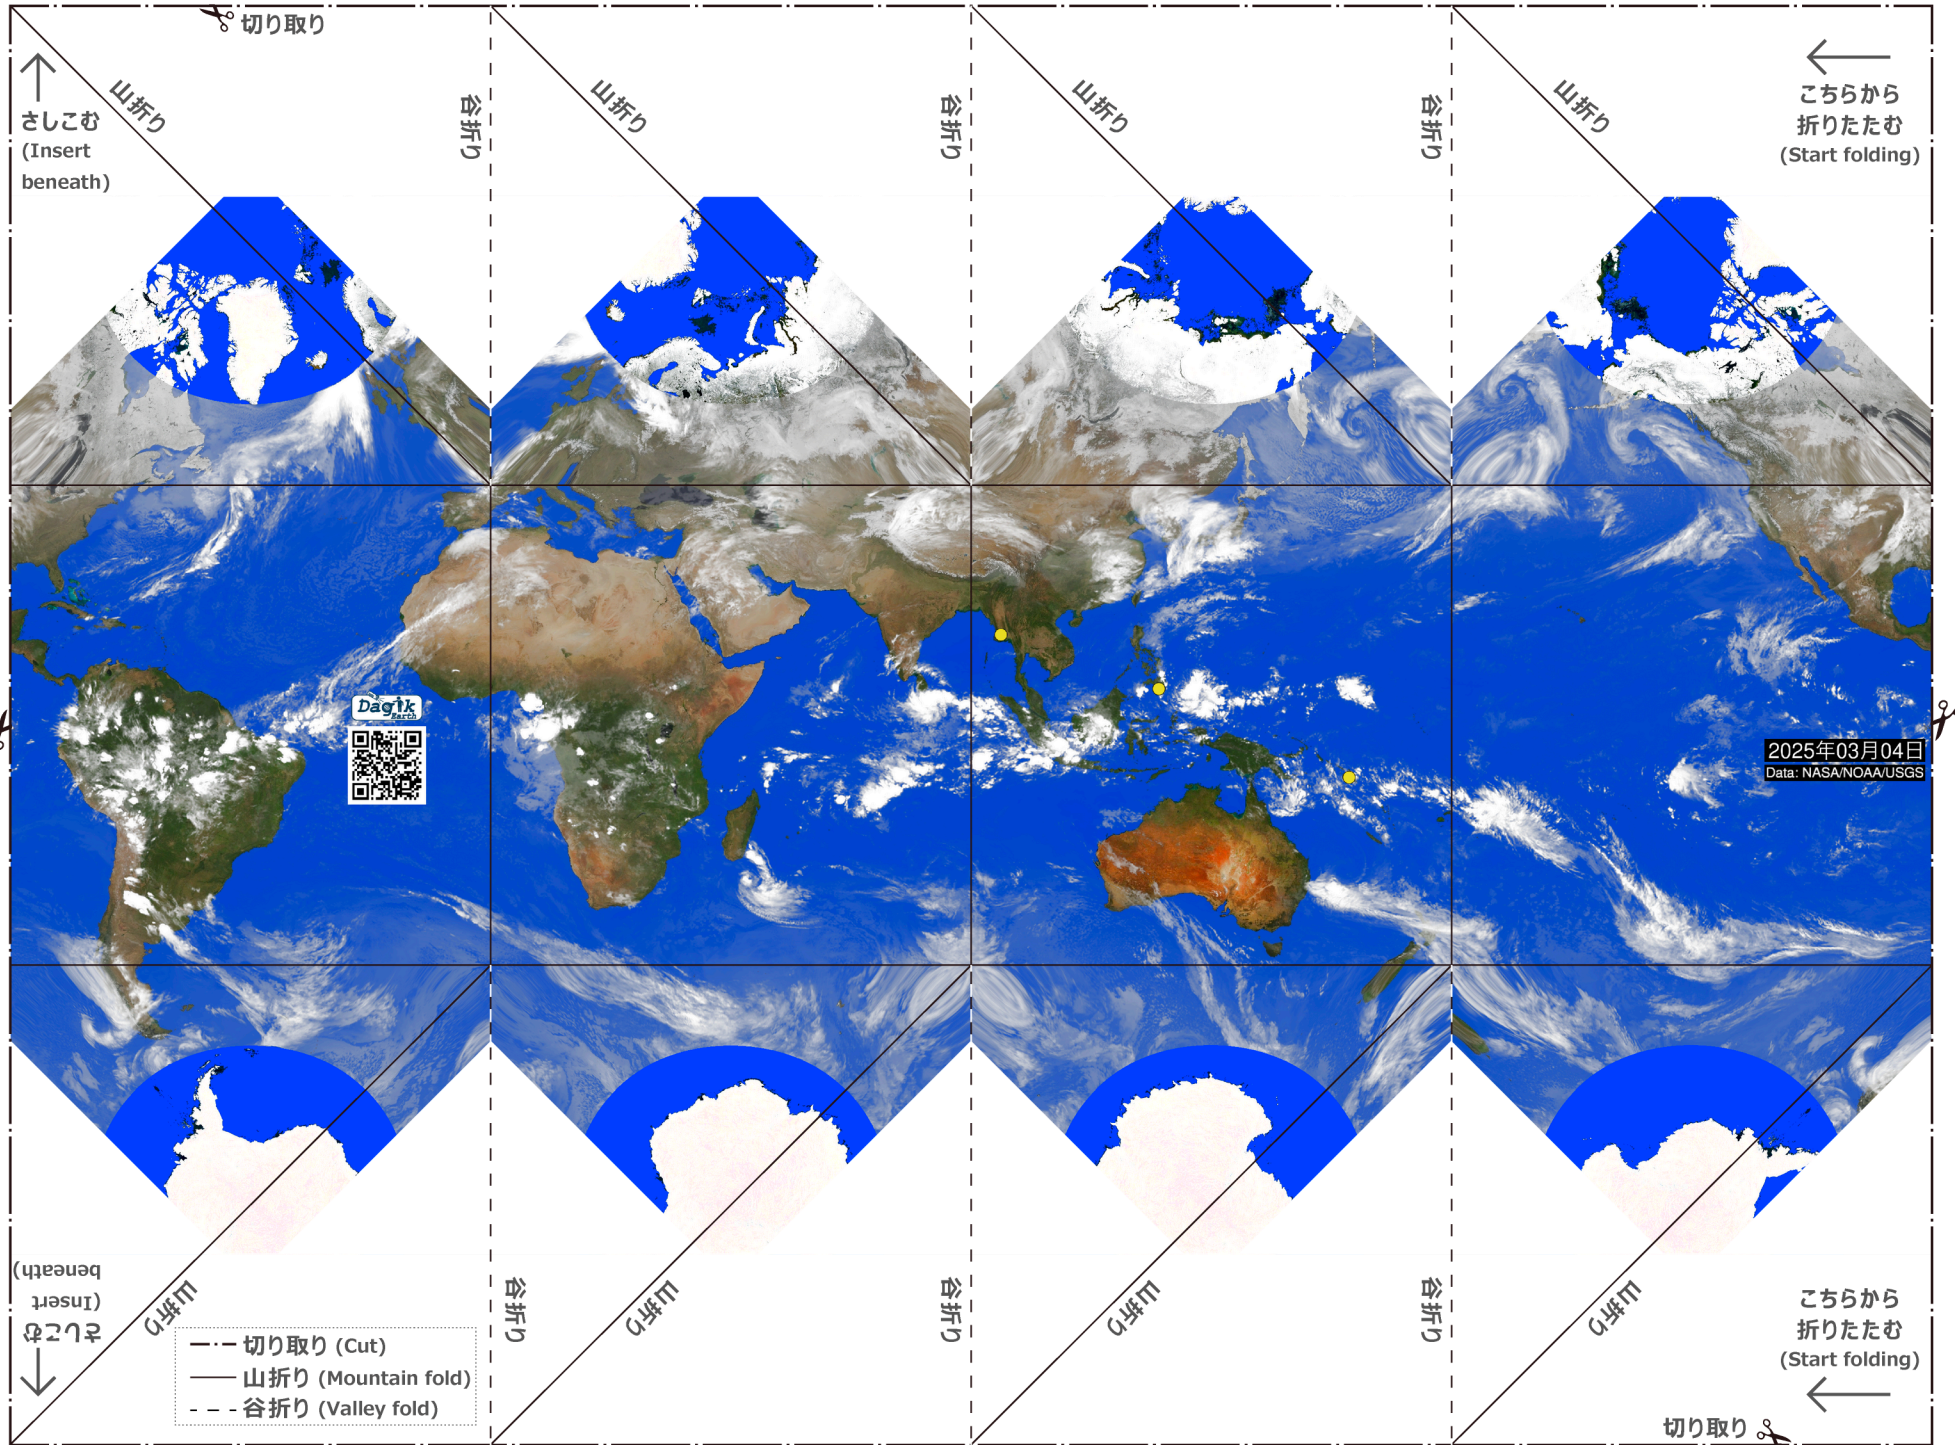 切り取り
さしこむ
(Insert
beneath)
山折り
谷折り
山折り
谷折り
山折り
谷折り
山折り
こちらから
折りたたむ
(Start folding)
Dagik
Earth
2025年03月04日
Data: NASA/NOAA/USGS
さしこむ
(Insert
beneath)
山折り
谷折り
山折り
谷折り
山折り
谷折り
山折り
こちらから
折りたたむ
(Start folding)
切り取り (Cut)
山折り (Mountain fold)
谷折り (Valley fold)
切り取り